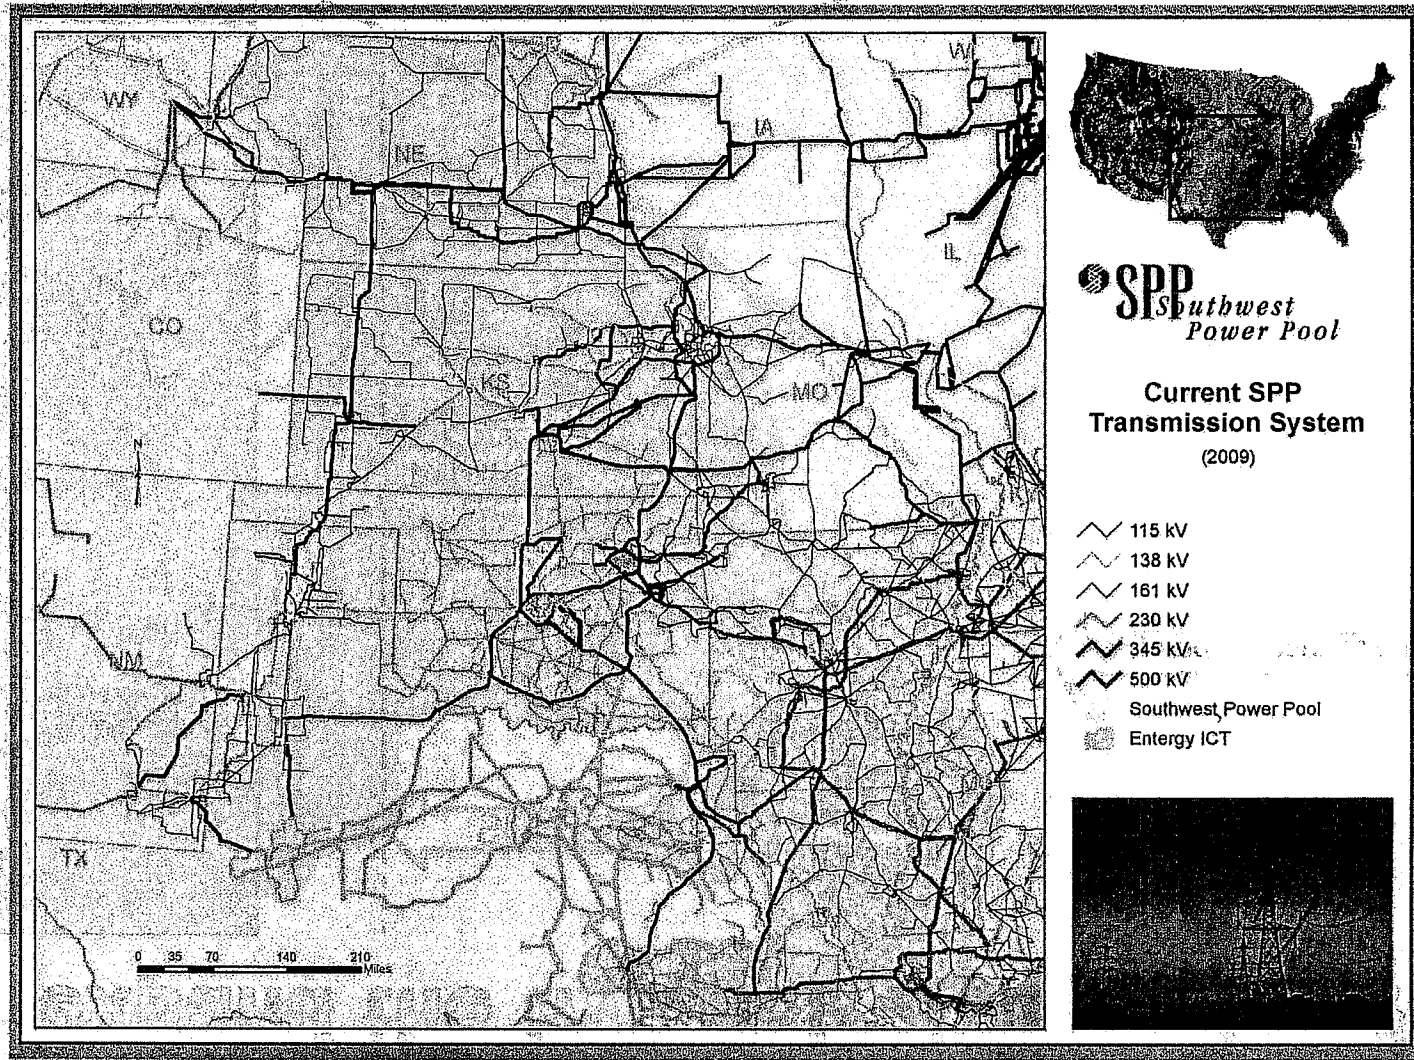 WY
NE
IA
W
IL
CO
KS
MO
N
NM
TX
0 35 70 140 210
Miles
SPP
Southwest
Power Pool
Current SPP
Transmission System
(2009)
115 kV
138 kV
161 kV
230 kV
345 kV
500 kV
Southwest Power Pool
Entergy ICT